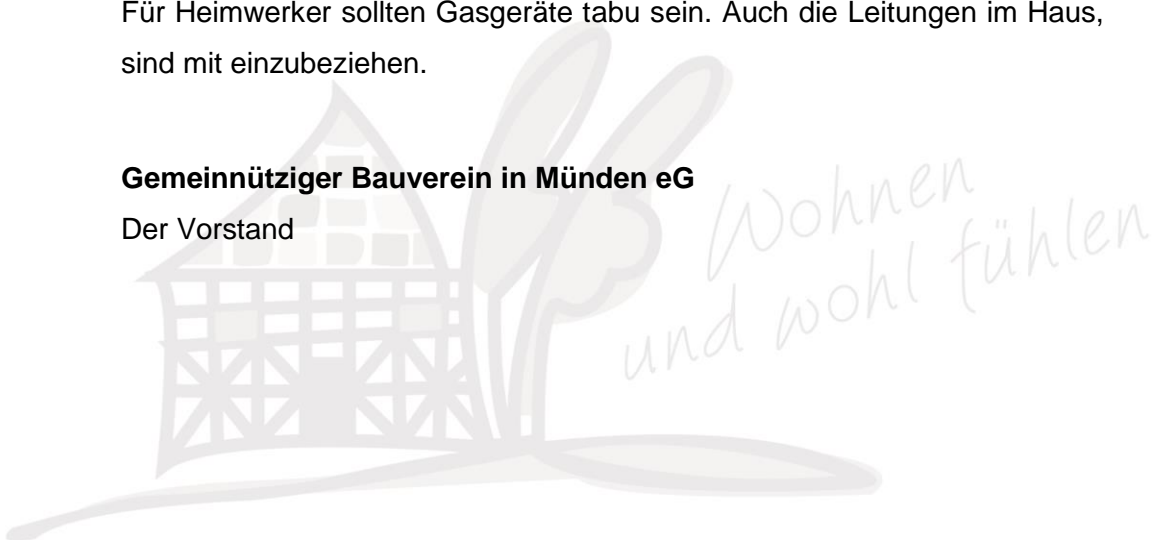 Für Heimwerker sollten Gasgeräte tabu sein. Auch die Leitungen im Haus,
sind mit einzubeziehen.
Gemeinnütziger Bauverein in Münden eG
Der Vorstand
Wohnen
und wohl fühlen